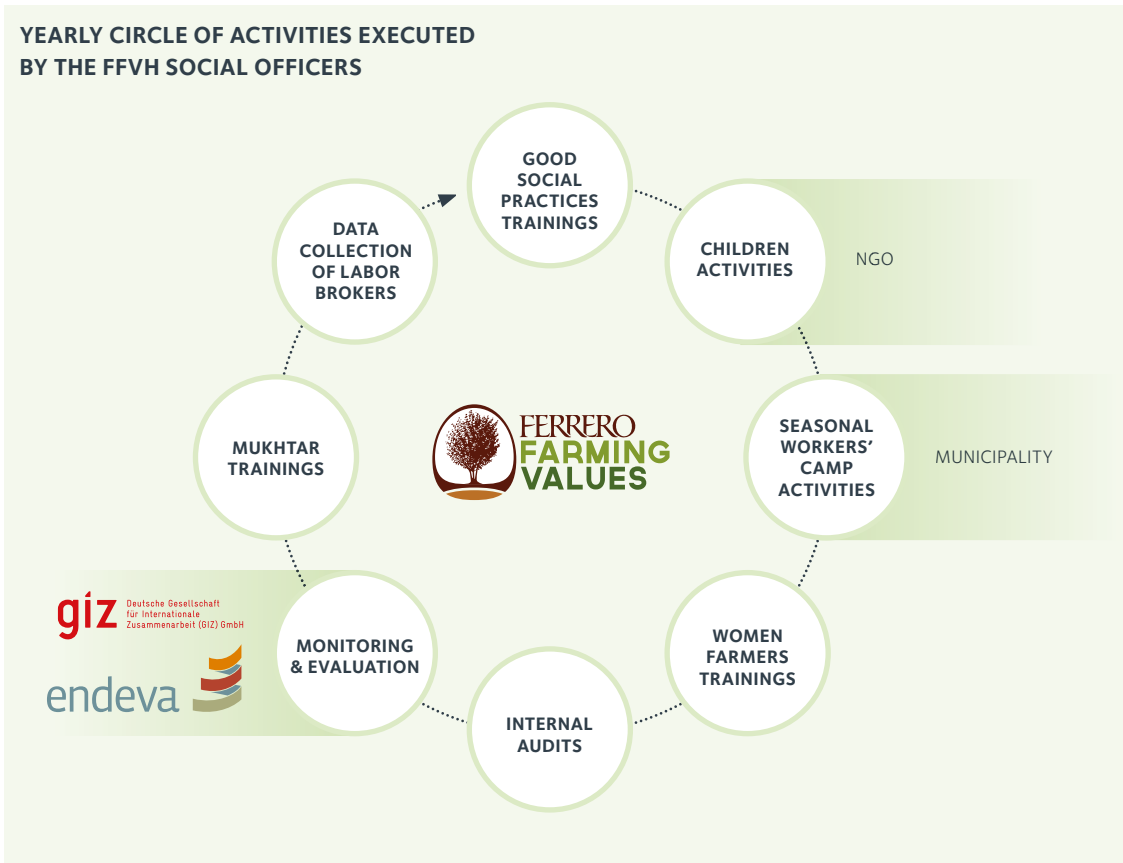 YEARLY CIRCLE OF ACTIVITIES EXECUTED
BY THE FFVH SOCIAL OFFICERS
GOOD
SOCIAL
PRACTICES
TRAININGS
CHILDREN
ACTIVITIES
NGO
SEASONAL
WORKERS’
CAMP
ACTIVITIES
MUNICIPALITY
WOMEN
FARMERS
TRAININGS
INTERNAL
AUDITS
MONITORING
& EVALUATION
giz
Deutsche Gesellschaft
für Internationale
Zusammenarbeit (GIZ) GmbH
endeva
MUKHTAR
TRAININGS
DATA
COLLECTION
OF LABOR
BROKERS
FERRERO
FARMING
VALUES